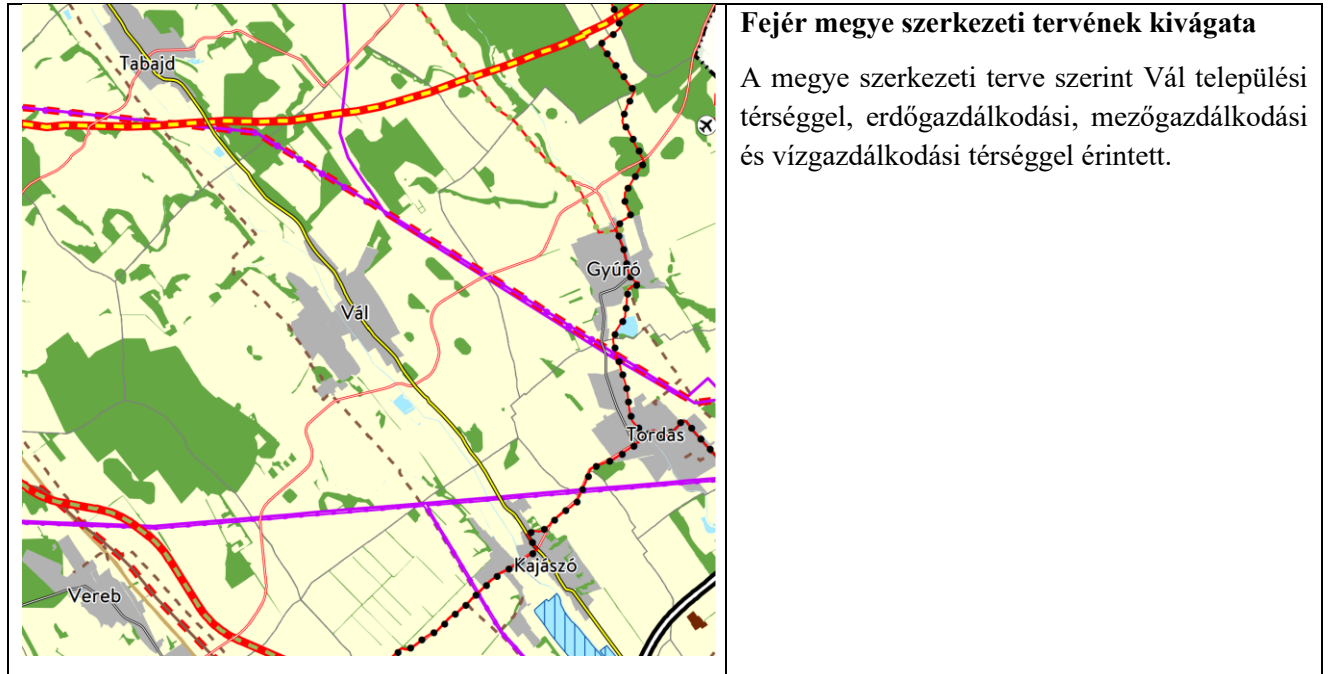 Fejér megye szerkezeti tervének kivágata
A megye szerkezeti terve szerint Vál települési
térséggel, erdőgazdálkodási, mezőgazdálkodási
és vízgazdálkodási térséggel érintett.
Tabajd
Gyúró
Vál
Tordas
Kajászó
Vereb